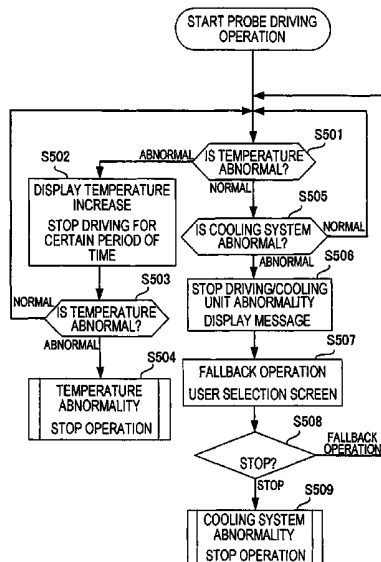 START PROBE DRIVING
OPERATION
S501
ABNORMAL
IS TEMPERATURE
ABNORMAL?
NORMAL
S502
DISPLAY TEMPERATURE
INCREASE
STOP DRIVING FOR
CERTAIN PERIOD OF
TIME
S505
IS COOLING SYSTEM
ABNORMAL?
NORMAL
ABNORMAL
S503
NORMAL
IS TEMPERATURE
ABNORMAL?
ABNORMAL
S506
STOP DRIVING/COOLING
UNIT ABNORMALITY
DISPLAY MESSAGE
S504
TEMPERATURE
ABNORMALITY
STOP OPERATION
S507
FALLBACK OPERATION
USER SELECTION SCREEN
S508
FALLBACK
OPERATION
STOP?
STOP
S509
COOLING SYSTEM
ABNORMALITY
STOP OPERATION